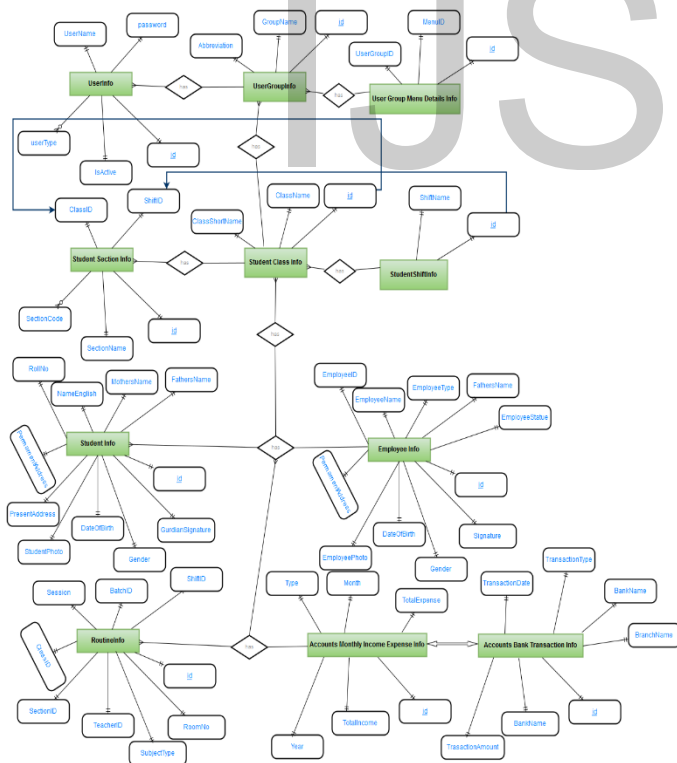 IJS
UserName
password
GroupName
id
MenuID
Abbreviation
UserGroupID
id
UserInfo
has
UserGroupInfo
has
User Group Menu Details Info
userType
IsActive
id
has
ClassID
ShiftID
ClassShortName
ClassName
id
ShiftName
id
Student Section Info
has
Student Class Info
has
StudentShiftInfo
SectionCode
SectionName
id
has
RollNo
NameEnglish
MothersName
FathersName
EmployeeID
EmployeeName
EmployeeType
FathersName
EmployeeStatue
Student Info
has
Employee Info
PermanentAddress
PermanentAddress
id
id
PresentAddress
StudentPhoto
DateOfBirth
Gender
GurdianSignature
EmployeePhoto
DateOfBirth
Gender
Signature
Session
BatchID
ShiftID
Type
Month
TotalExpense
TransactionDate
TransactionType
BankName
BranchName
RoutineInfo
has
Accounts Monthly Income Expense Info
Accounts Bank Transaction Info
ClassID
id
SectionID
TeacherID
SubjectType
RoomNo
Year
TotalIncome
id
TrasactionAmount
BankName
id